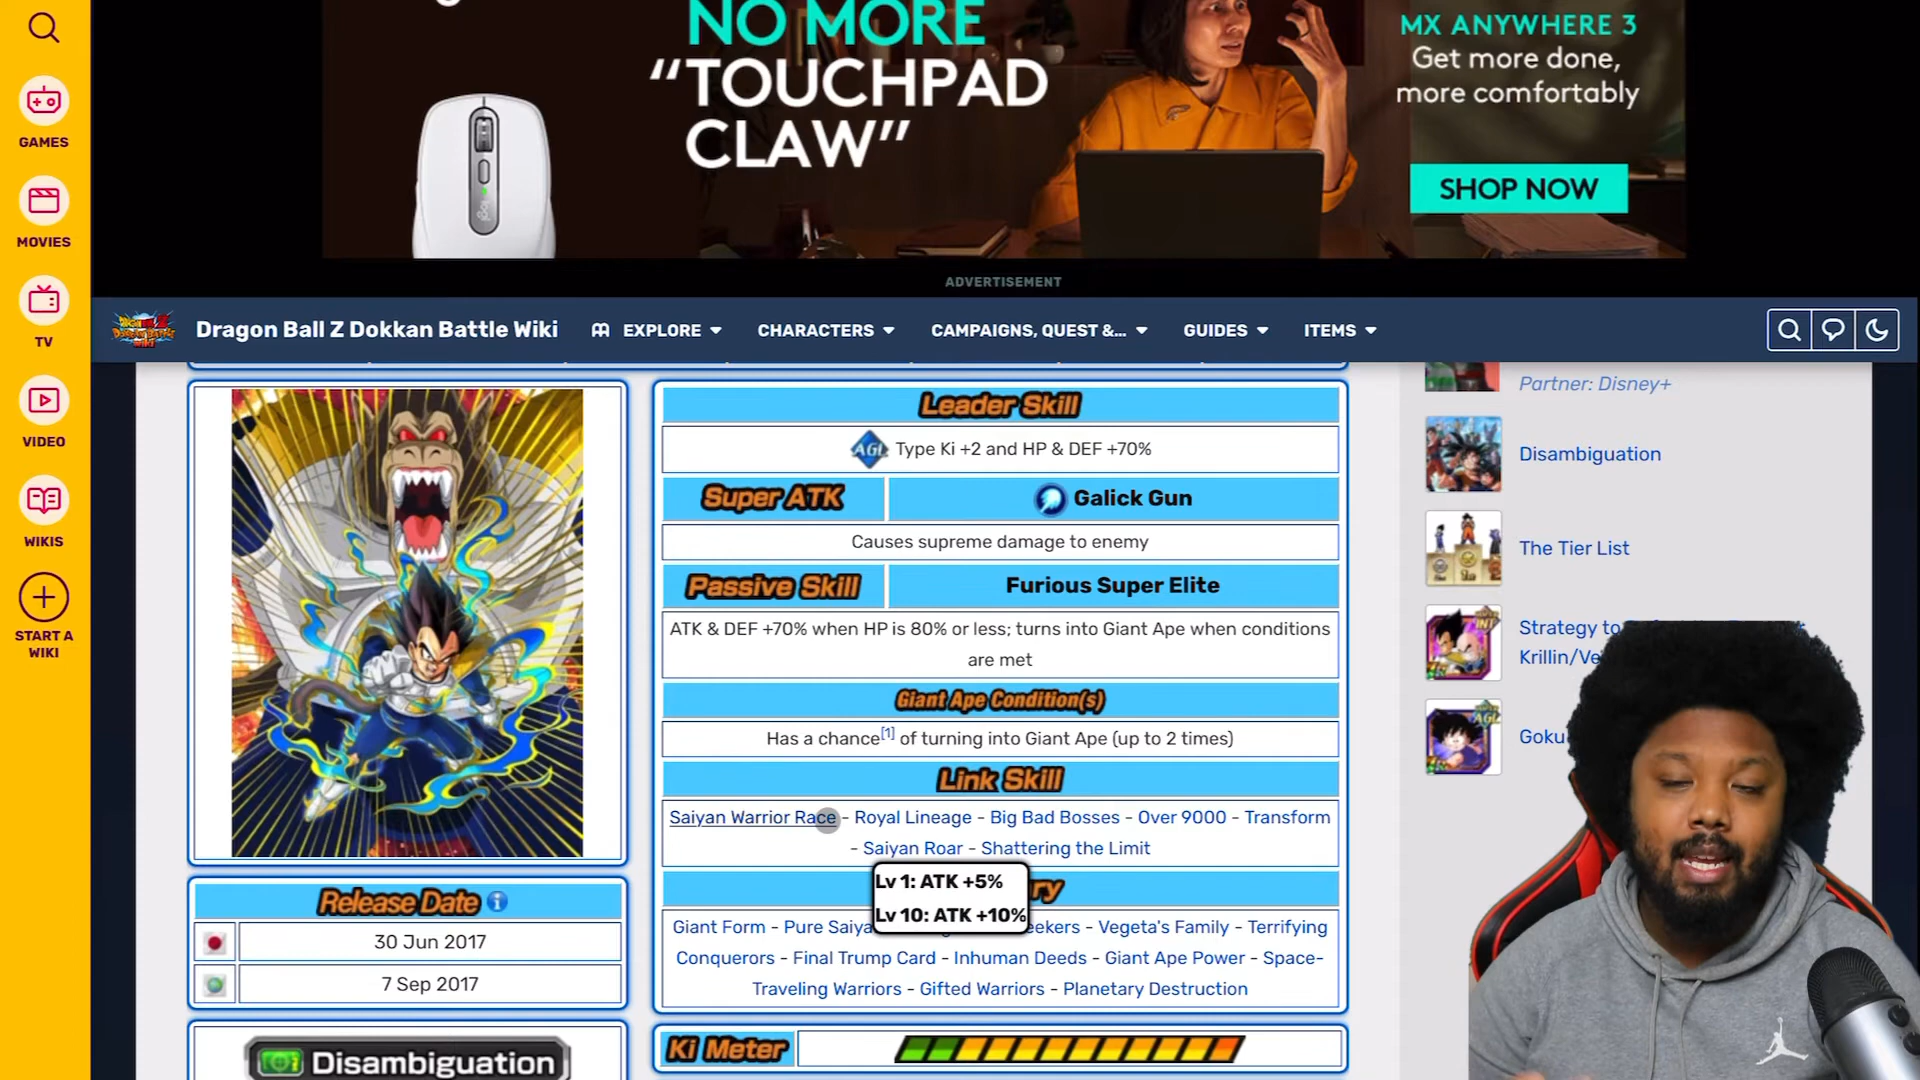 NO MORE
“TOUCHPAD
CLAW”
MX ANYWHERE 3
Get more done,
more comfortably
SHOP NOW
logi
ADVERTISEMENT
GAMES
MOVIES
TV
VIDEO
WIKIS
START A
WIKI
Dragon Ball Z Dokkan Battle Wiki
EXPLORE
CHARACTERS
CAMPAIGNS, QUEST &...
GUIDES
ITEMS
Leader Skill
AGL Type Ki +2 and HP & DEF +70%
Super ATK
Galick Gun
Causes supreme damage to enemy
Passive Skill
Furious Super Elite
ATK & DEF +70% when HP is 80% or less; turns into Giant Ape when conditions
are met
Giant Ape Condition(s)
Has a chance[1] of turning into Giant Ape (up to 2 times)
Link Skill
Saiyan Warrior Race - Royal Lineage - Big Bad Bosses - Over 9000 - Transform
- Saiyan Roar - Shattering the Limit
Lv 1: ATK +5%
Lv 10: ATK +10%
Giant Form - Pure Saiya
eekers - Vegeta's Family - Terrifying
Conquerors - Final Trump Card - Inhuman Deeds - Giant Ape Power - Space-
Traveling Warriors - Gifted Warriors - Planetary Destruction
Ki Meter
Release Date
30 Jun 2017
7 Sep 2017
Disambiguation
Partner: Disney+
Disambiguation
The Tier List
Strategy to
Krillin/Ve
Goku